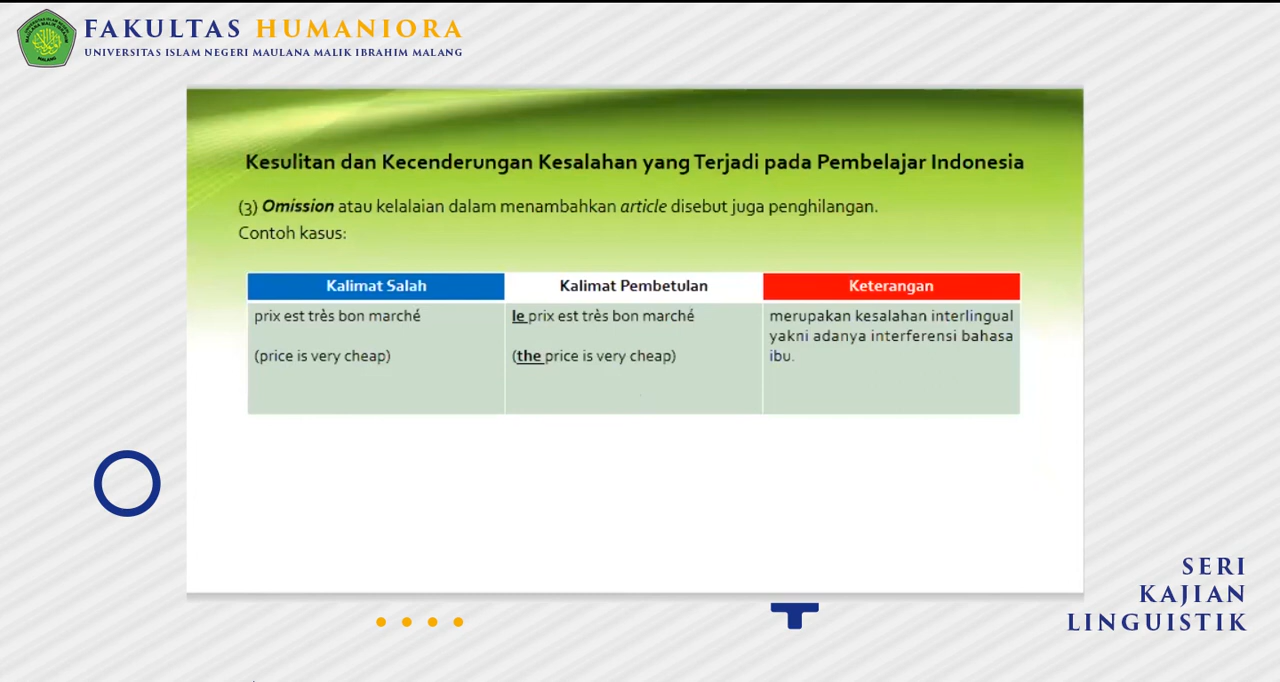 FAKULTAS HUMANIORA
UNIVERSITAS ISLAM NEGERI MAULANA MALIK IBRAHIM MALANG
Kesulitan dan Kecenderungan Kesalahan yang Terjadi pada Pembelajar Indonesia
(3) Omission atau kelalaian dalam menambahkan article disebut juga penghilangan.
Contoh kasus:
Kalimat Salah
Kalimat Pembetulan
Keterangan
prix est très bon marché
(price is very cheap)
le prix est très bon marché
(the price is very cheap)
merupakan kesalahan interlingual
yakni adanya interferensi bahasa
ibu.
SERI
KAJIAN
LINGUISTIK